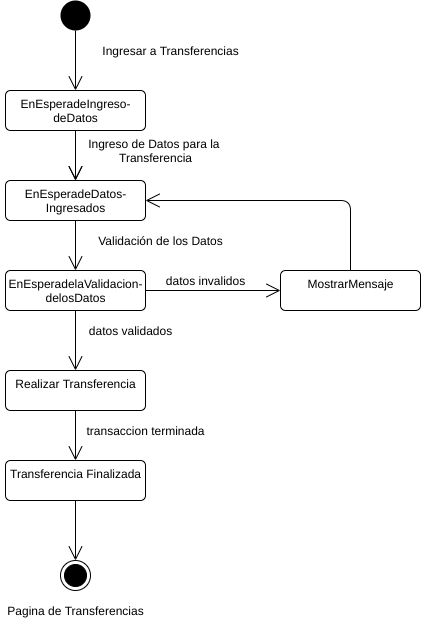 Ingresar a Transferencias
EnEsperadeIngreso-
deDatos
Ingreso de Datos para la
Transferencia
EnEsperadeDatos-
Ingresados
Validación de los Datos
EnEsperadelaValidacion-
delosDatos
datos invalidos
MostrarMensaje
datos validados
Realizar Transferencia
transaccion terminada
Transferencia Finalizada
Pagina de Transferencias